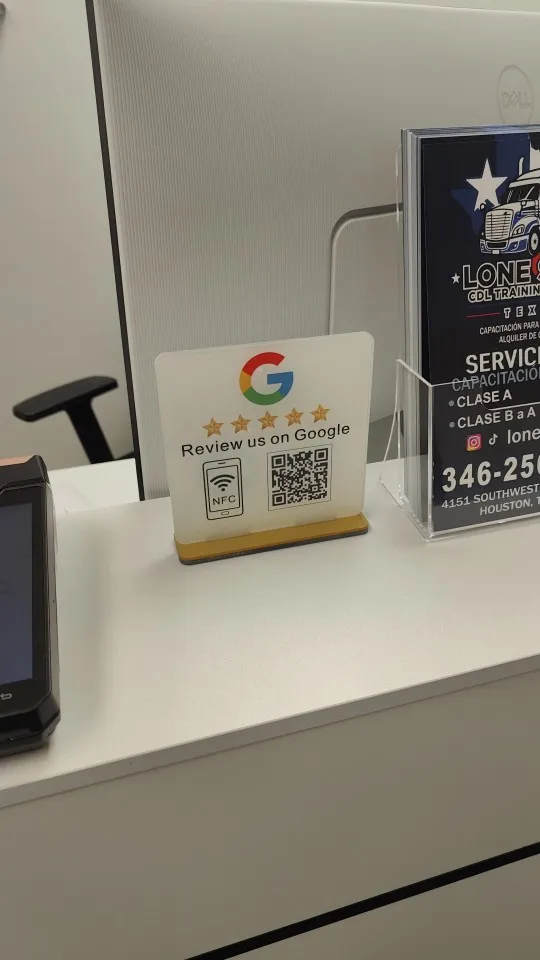 DELL
Review us on Google
NFC
LONE
CDL TRAININ
TEX
CAPACITACIÓN PARA
ALQUILER DE
SERVIC
CAPACITACIO
CLASE A
CLASE B a A
lone
346-256
4151 SOUTHWEST
HOUSTON, T